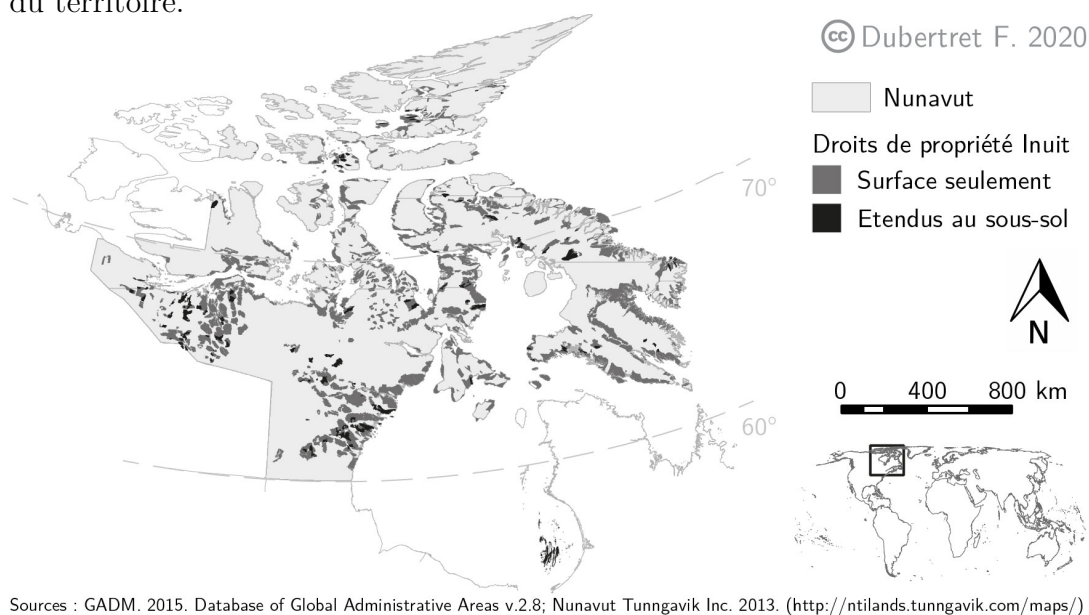 du territoire.
cc Dubertret F. 2020
Nunavut
Droits de propriété Inuit
Surface seulement
Etendus au sous-sol
70°
N
0 400 800 km
60°
Sources : GADM. 2015. Database of Global Administrative Areas v.2.8; Nunavut Tunngavik Inc. 2013. (http://ntilands.tunngavik.com/maps/)